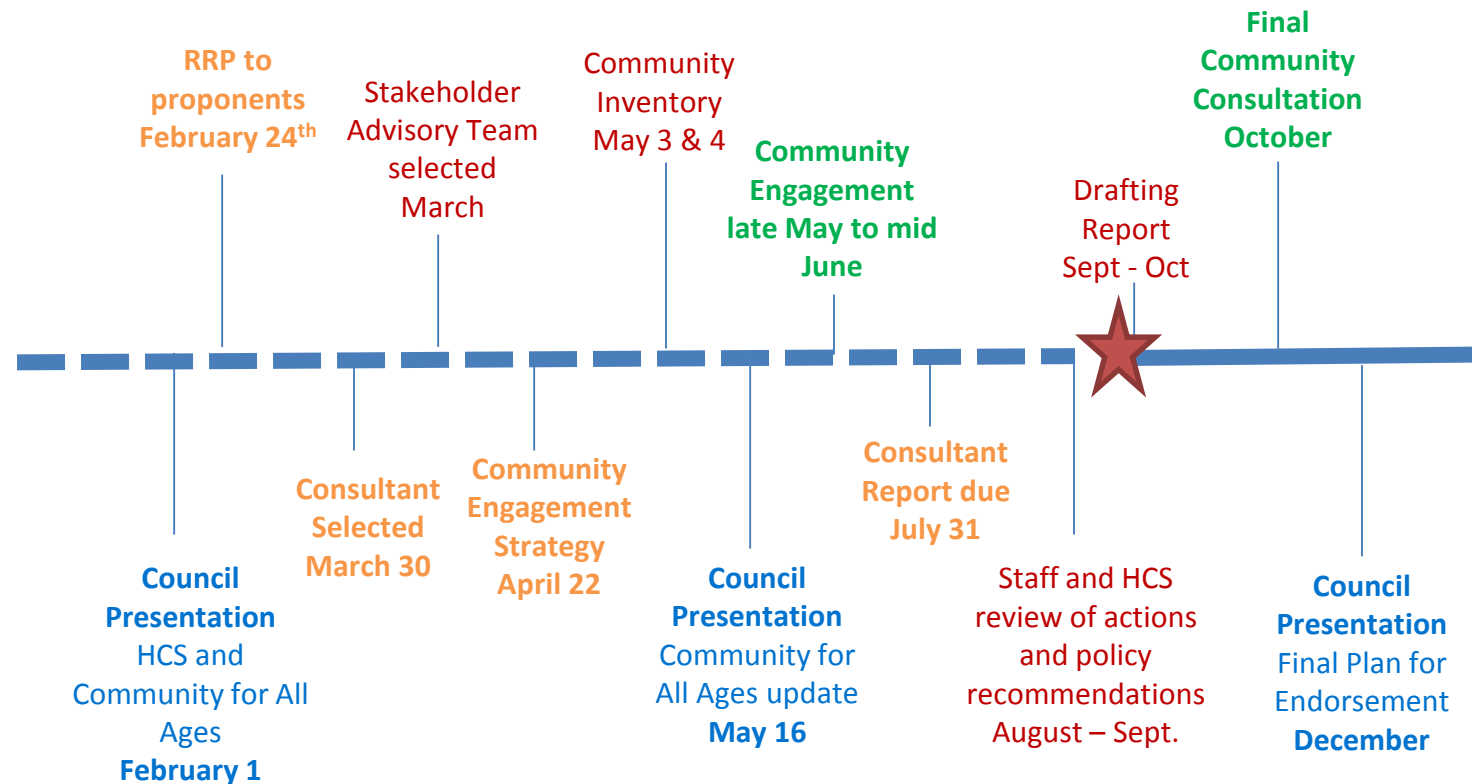 RRP to
proponents
February 24th
Stakeholder
Advisory Team
selected
March
Community
Inventory
May 3 & 4
Community
Engagement
late May to mid
June
Drafting
Report
Sept - Oct
Final
Community
Consultation
October
Council
Presentation
HCS and
Community for All
Ages
February 1
Consultant
Selected
March 30
Community
Engagement
Strategy
April 22
Council
Presentation
Community for
All Ages update
May 16
Consultant
Report due
July 31
Staff and HCS
review of actions
and policy
recommendations
August – Sept.
Council
Presentation
Final Plan for
Endorsement
December